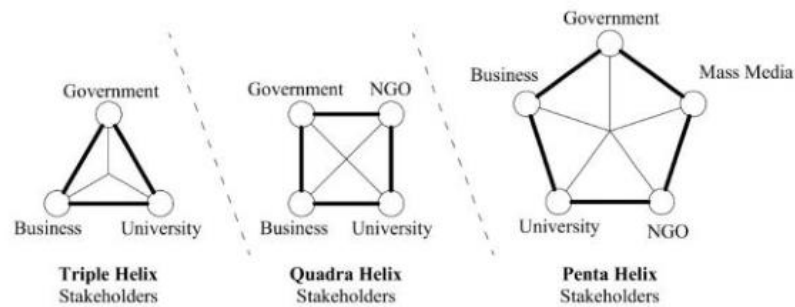 Government
Business
University
Triple Helix
Stakeholders
Government
NGO
Business
University
Quadra Helix
Stakeholders
Government
Business
Mass Media
University
NGO
Penta Helix
Stakeholders